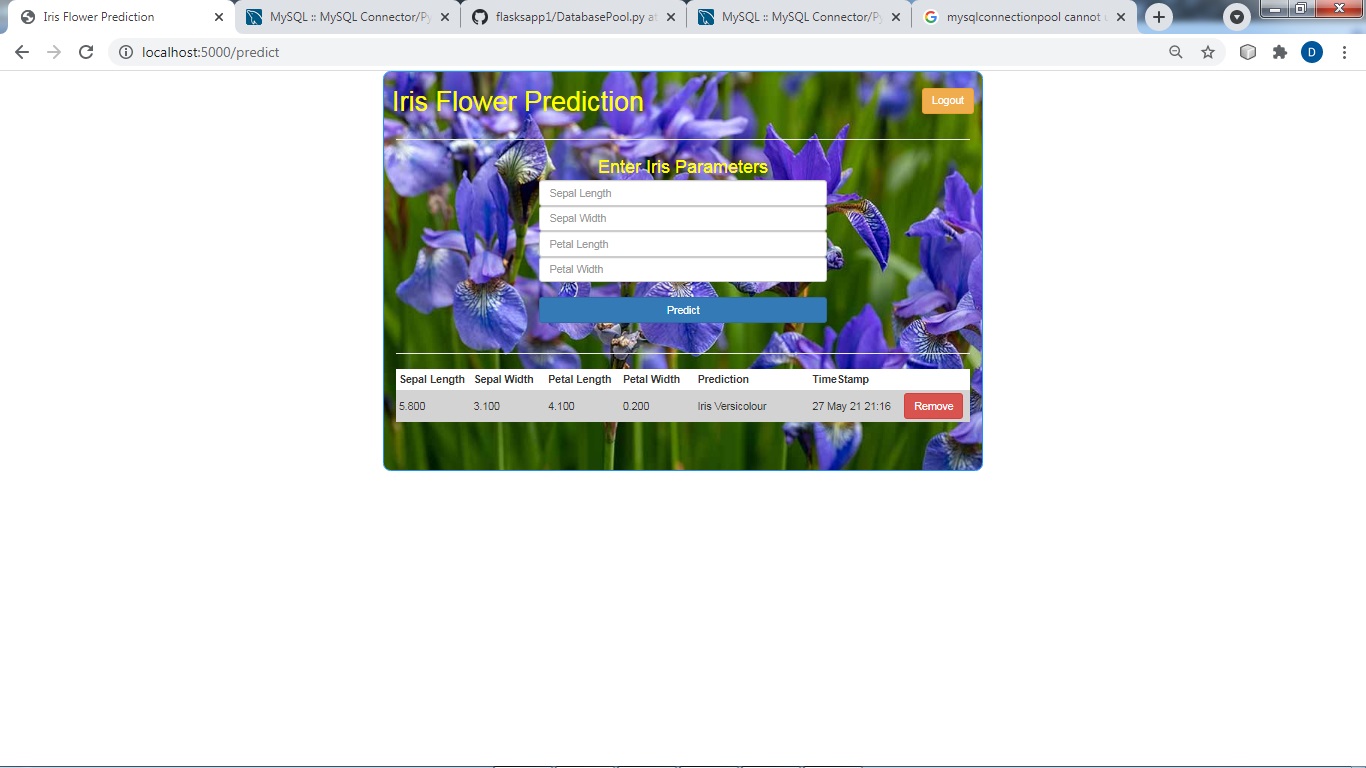 Iris Flower Prediction
MySQL :: MySQL Connector/Py
flasksapp1/DatabasePool.py at
MySQL :: MySQL Connector/Py
mysqlconnectionpool cannot u
localhost:5000/predict
D
Iris Flower Prediction
Logout
Enter Iris Parameters
Sepal Length
Sepal Width
Petal Length
Petal Width
Predict
Sepal Length Sepal Width Petal Length Petal Width Prediction TimeStamp
5.800 3.100 4.100 0.200 Iris Versicolour 27 May 21 21:16 Remove